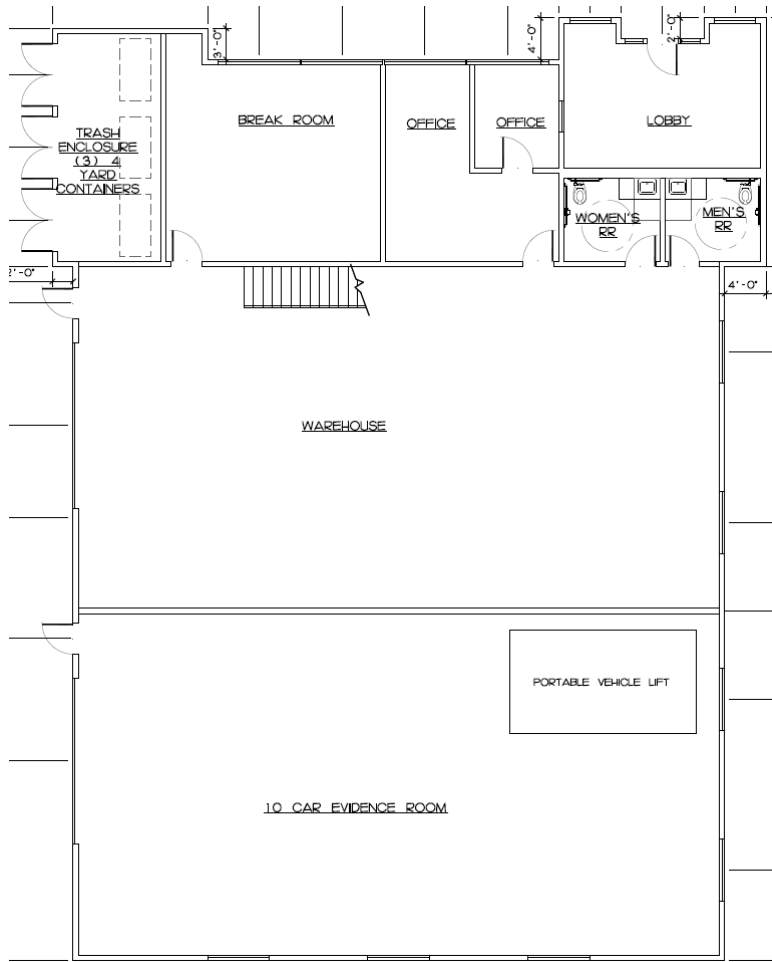 3'-0"
4'-0"
2'-0"
BREAK ROOM
OFFICE
OFFICE
LOBBY
TRASH
ENCLOSURE
(3) 4
YARD
CONTAINERS
WOMEN'S
RR
MEN'S
RR
2'-0"
4'-0"
WAREHOUSE
PORTABLE VEHICLE LIFT
10 CAR EVIDENCE ROOM